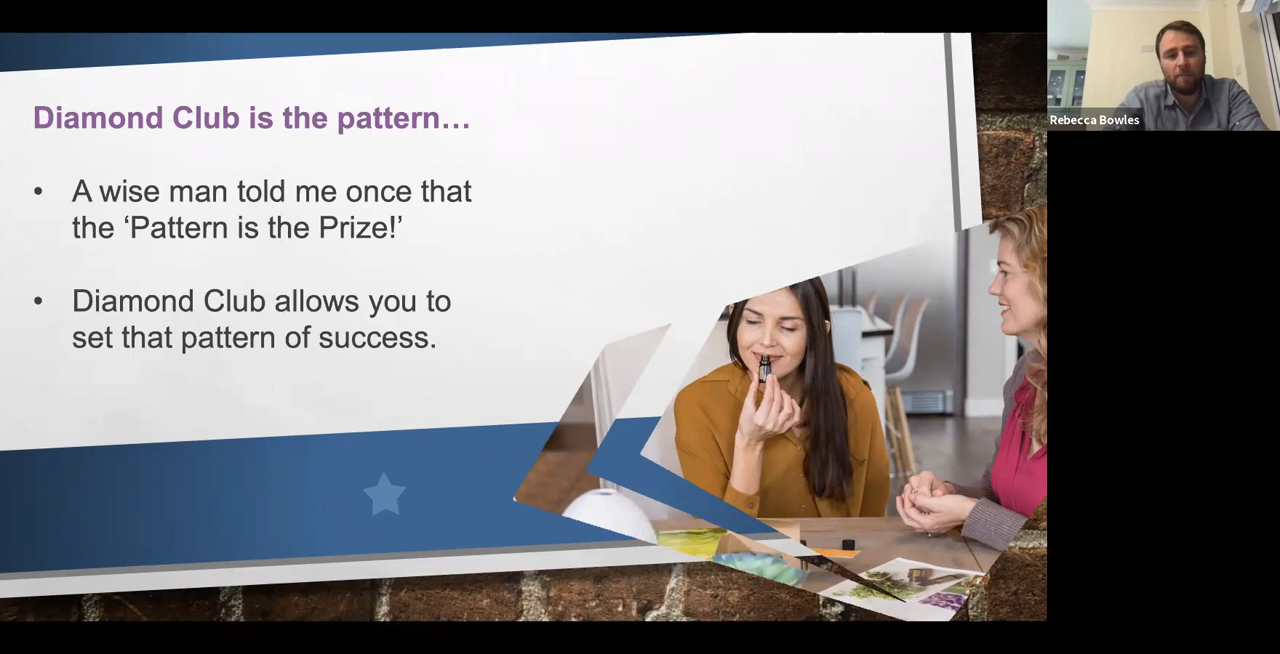 Diamond Club is the pattern…
• A wise man told me once that
the ‘Pattern is the Prize!’
• Diamond Club allows you to
set that pattern of success.
Rebecca Bowles